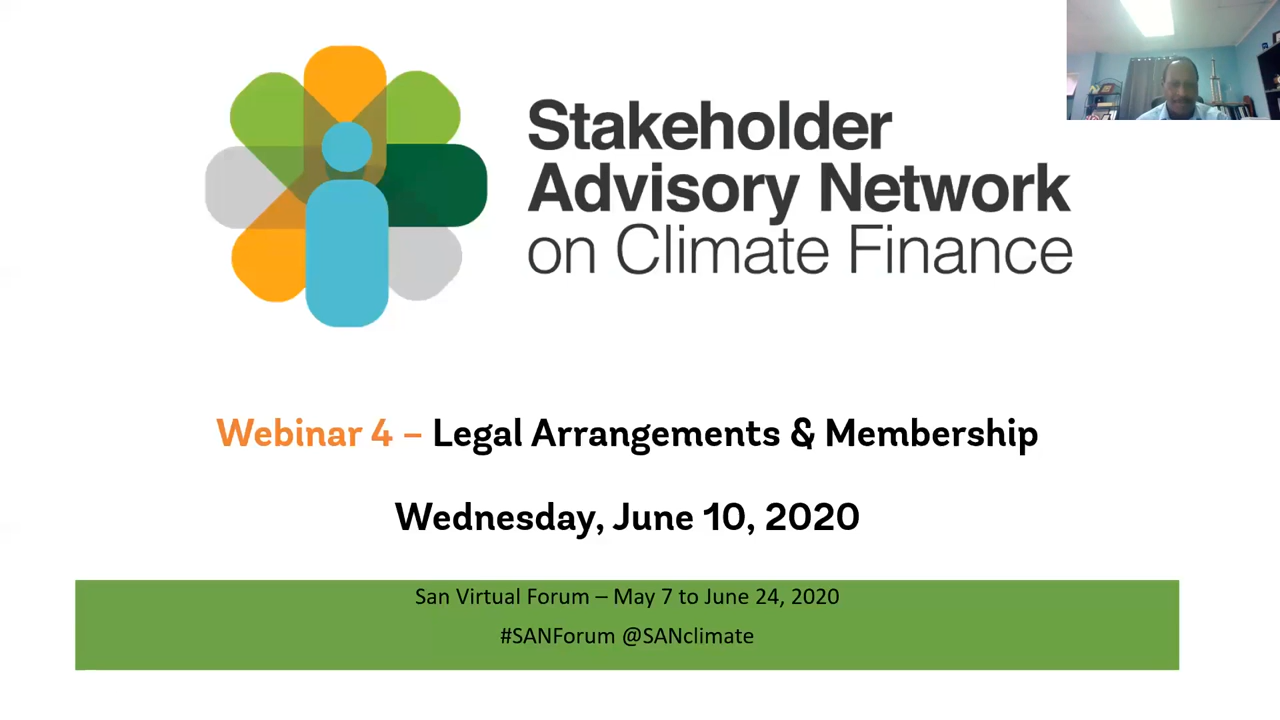 Stakeholder
Advisory Network
on Climate Finance
Webinar 4 – Legal Arrangements & Membership
Wednesday, June 10, 2020
San Virtual Forum – May 7 to June 24, 2020
#SANForum @SANclimate